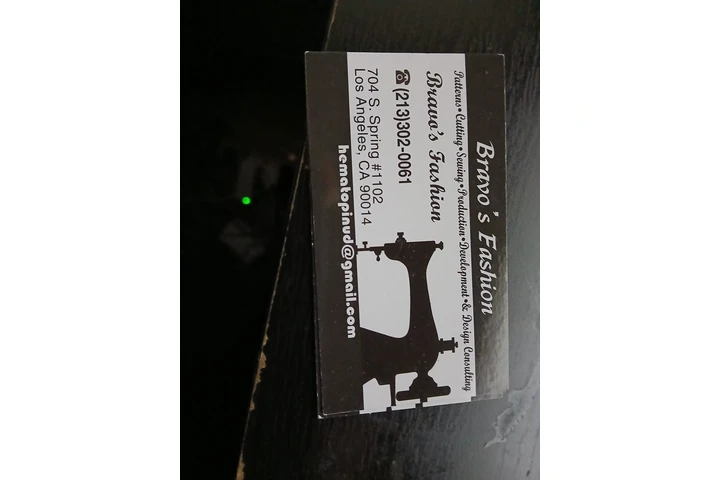 Bravo's Fashion
Patterns•Cutting•Sewing•Production•Development•& Design Consulting
Bravo's Fashion
☎(213)302-0061
704 S. Spring #1102
Los Angeles, CA 90014
hematopinud@gmail.com